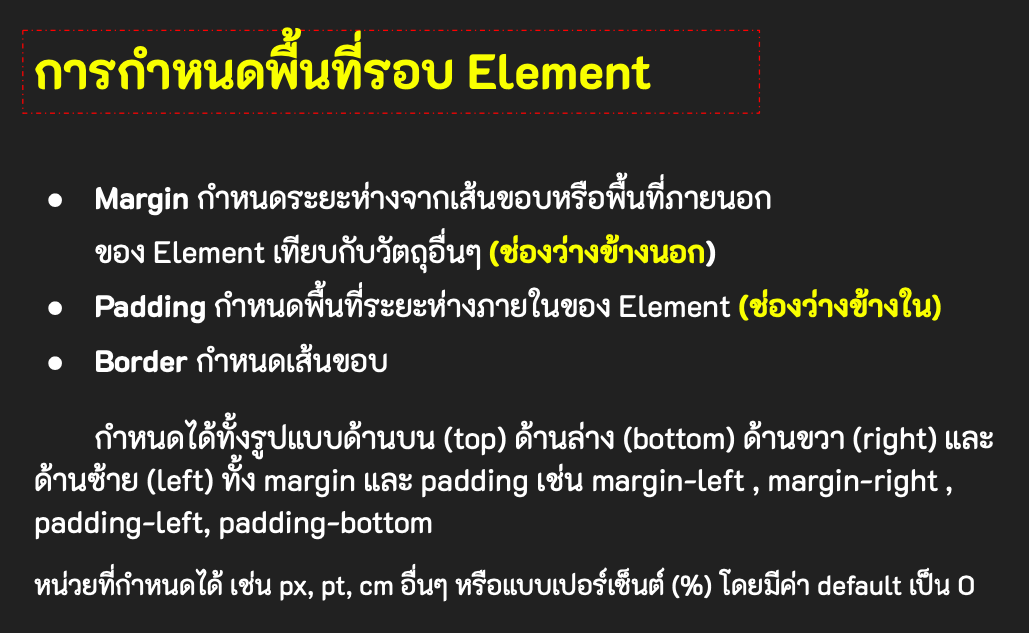 การกำหนดพื้นที่รอบ Element
● Margin กำหนดระยะห่างจากเส้นขอบหรือพื้นที่ภายนอก
ของ Element เทียบกับวัตถุอื่นๆ (ช่องว่างข้างนอก)
● Padding กำหนดพื้นที่ระยะห่างภายในของ Element (ช่องว่างข้างใน)
● Border กำหนดเส้นขอบ
กำหนดได้ทั้งรูปแบบด้านบน (top) ด้านล่าง (bottom) ด้านขวา (right) และ
ด้านซ้าย (left) ทั้ง margin และ padding เช่น margin-left , margin-right ,
padding-left, padding-bottom
หน่วยที่กำหนดได้ เช่น px, pt, cm อื่นๆ หรือแบบเปอร์เซ็นต์ (%) โดยมีค่า default เป็น 0